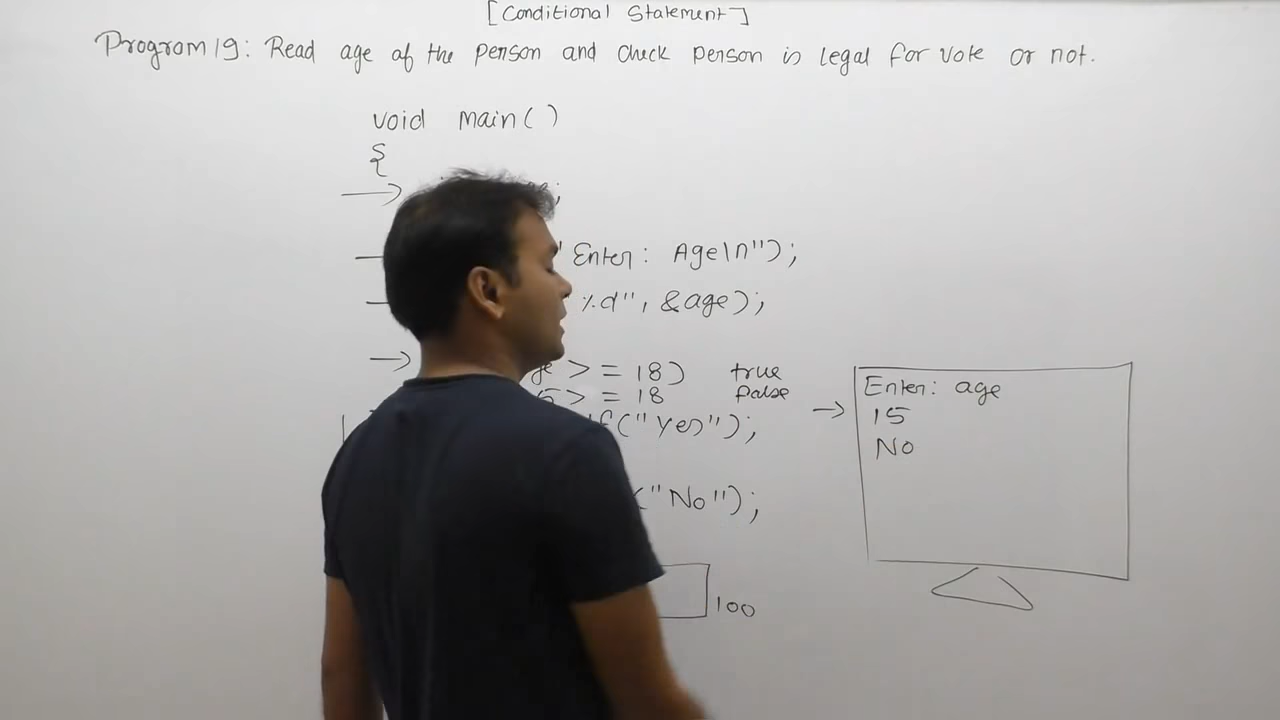 [Conditional Statement]
Program 19: Read age of the person and check person is legal for vote or not.
void main()
{
;
"Enter: Age\n");
%d", &age);
>= 18) true
5 >= 18 false
f("Yes");
("No");
100
Enter: age
15
No